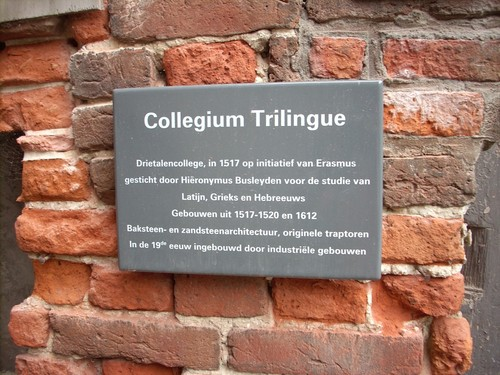 Collegium Trilingue
Drietalencollege, in 1517 op initiatief van Erasmus
gesticht door Hiëronymus Busleyden voor de studie van
Latijn, Grieks en Hebreeuws
Gebouwen uit 1517-1520 en 1612
Baksteen- en zandsteenarchitectuur, originele traptoren
In de 19de eeuw ingebouwd door industriële gebouwen